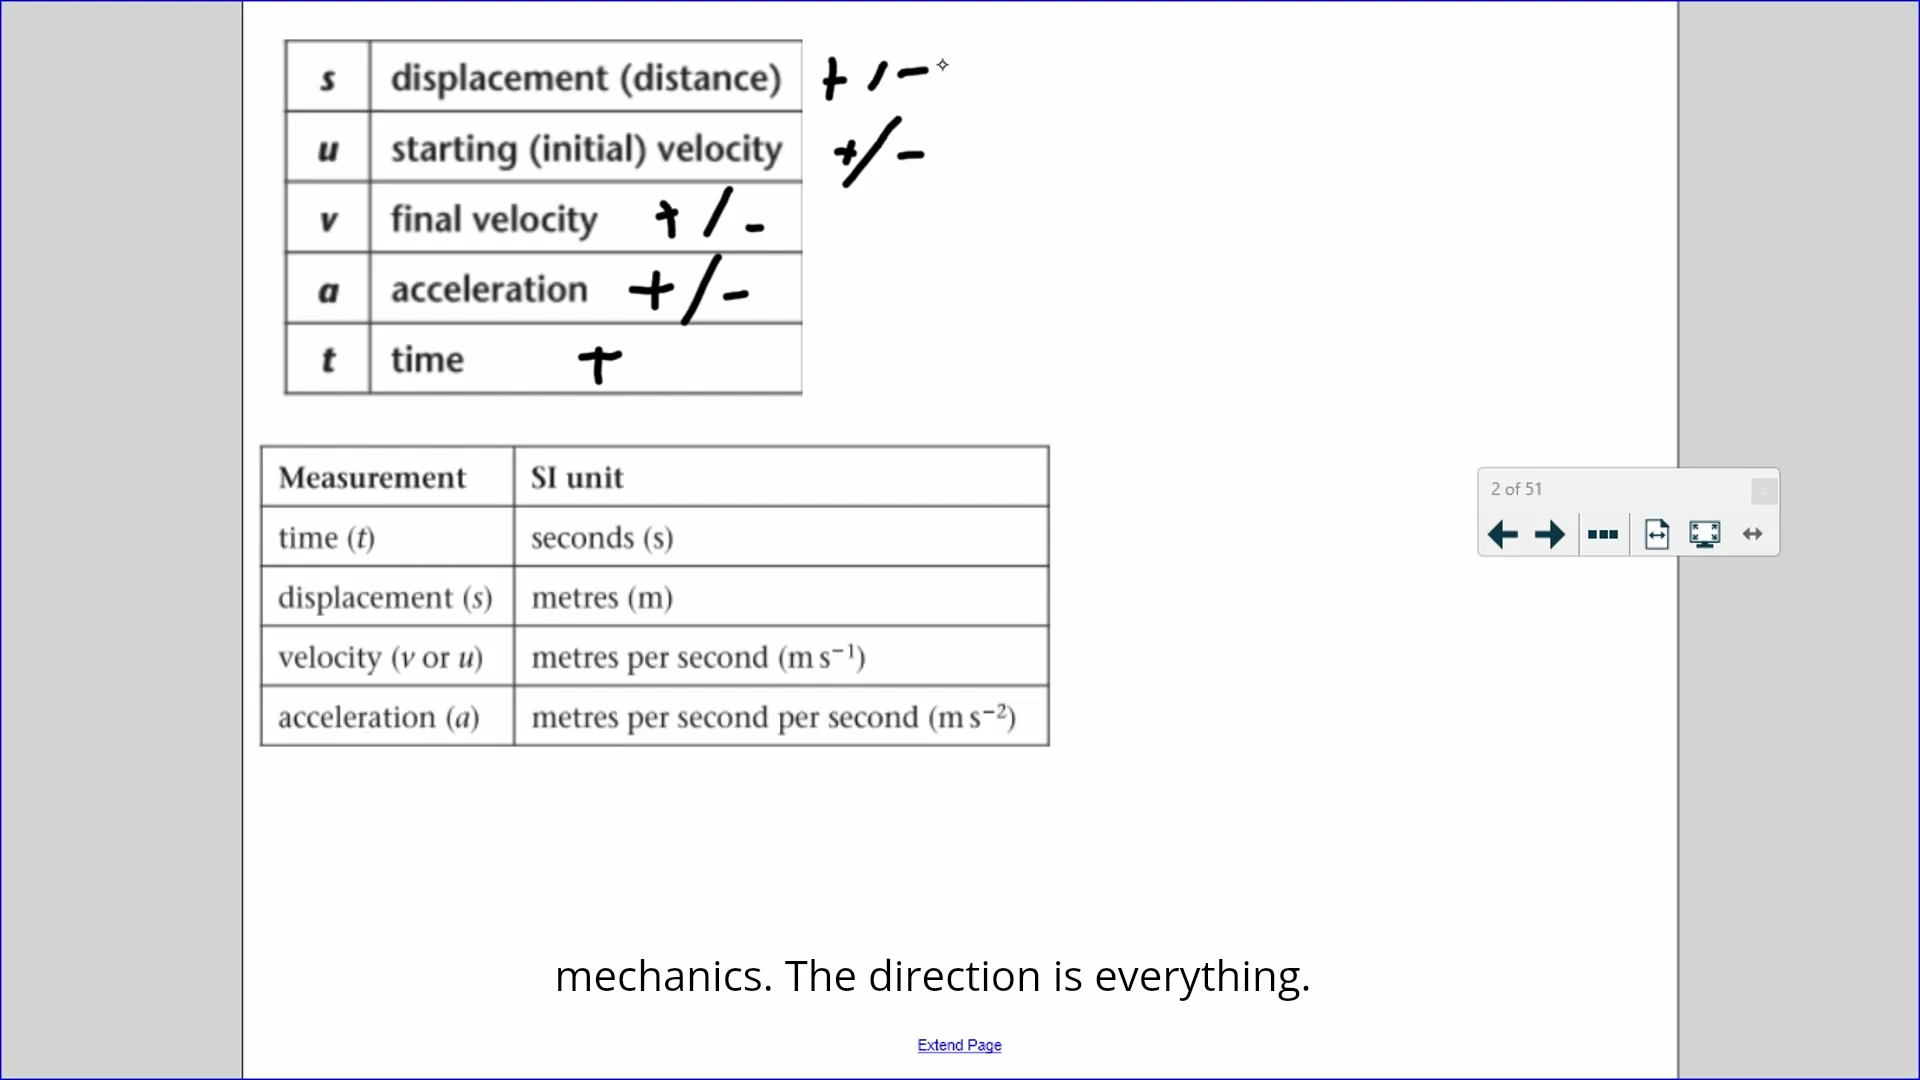 s displacement (distance) + / -
u starting (initial) velocity +/-
v final velocity + / -
a acceleration +/-
t time +
Measurement SI unit
time (t) seconds (s)
displacement (s) metres (m)
velocity (v or u) metres per second (m s⁻¹)
acceleration (a) metres per second per second (m s⁻²)
2 of 51
mechanics. The direction is everything.
Extend Page